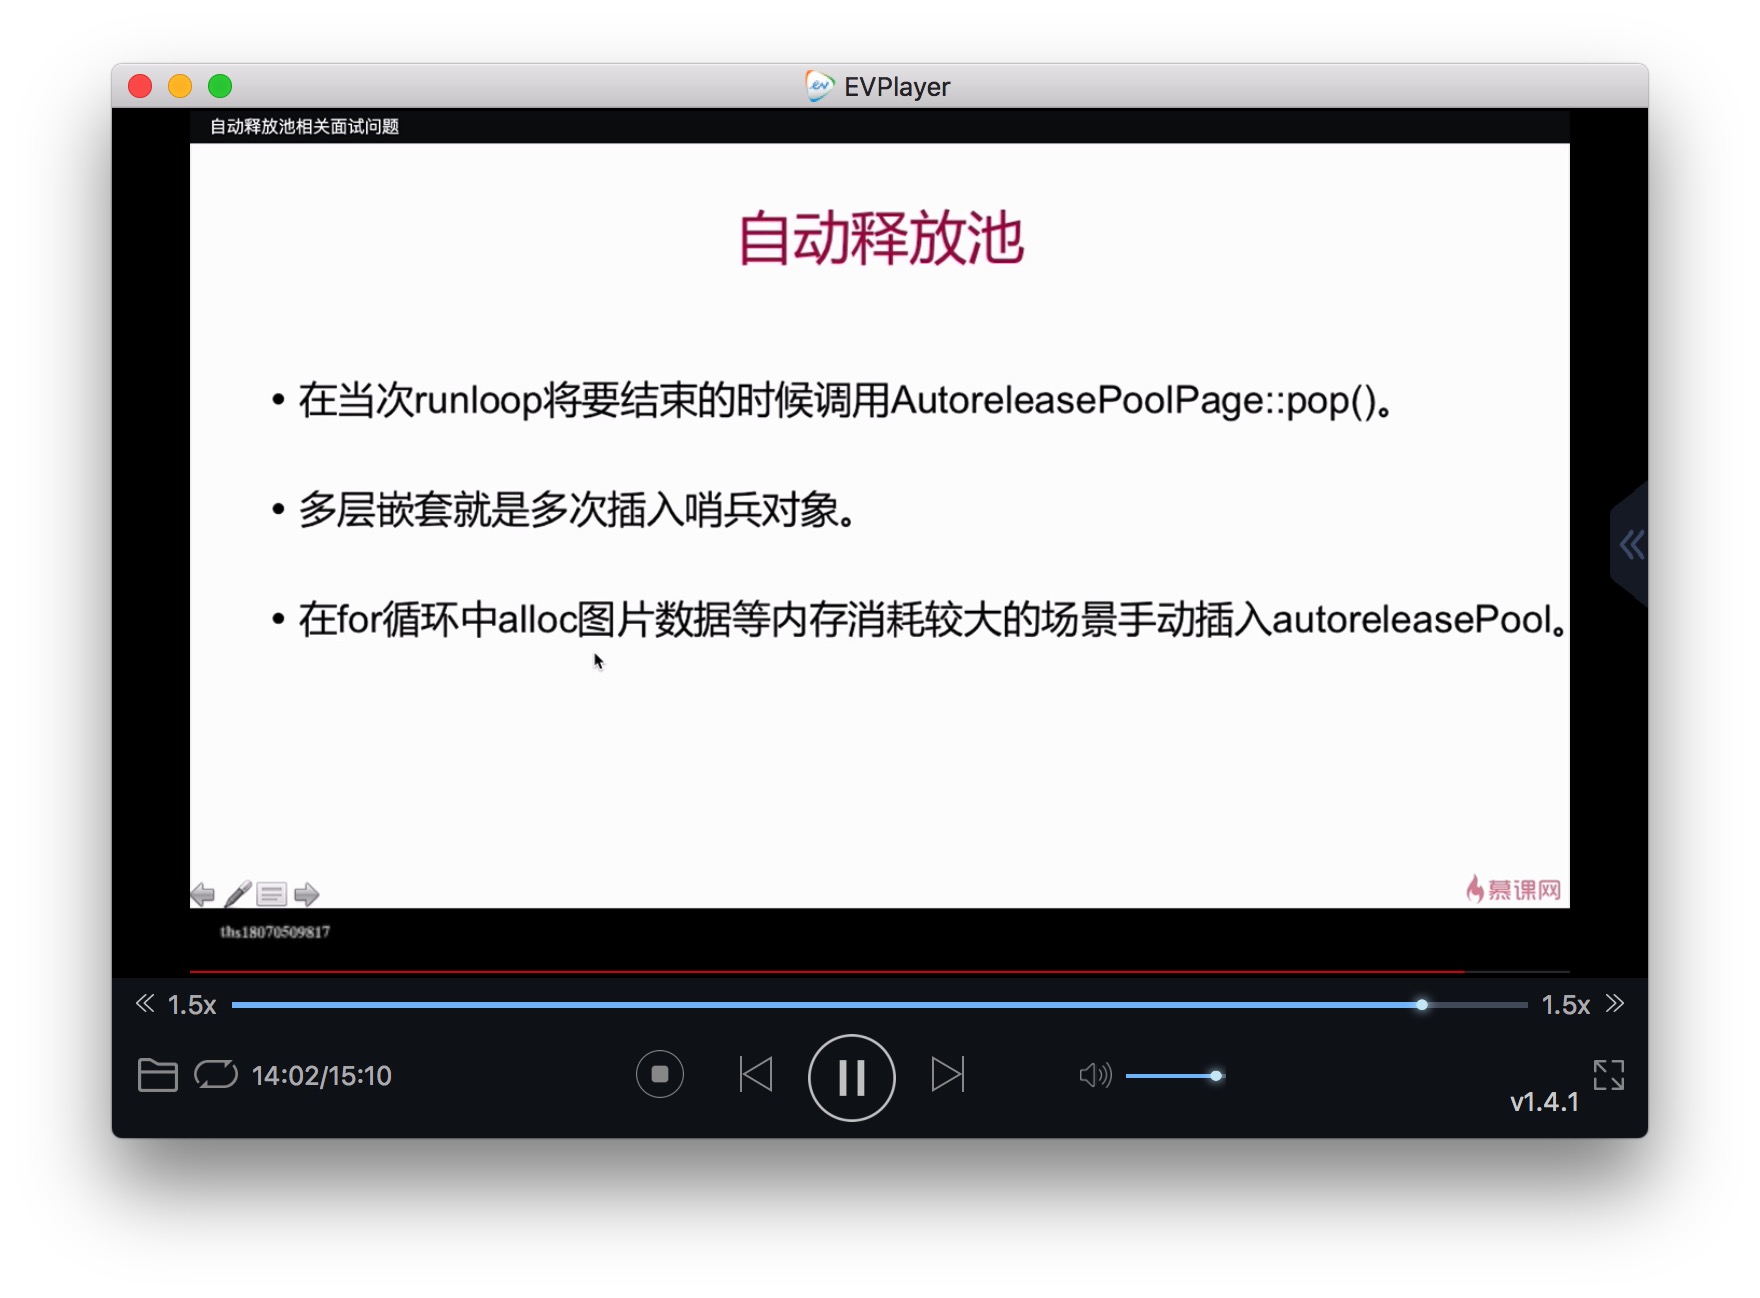 EVPlayer
自动释放池相关面试问题
自动释放池
• 在当次runloop将要结束的时候调用AutoreleasePoolPage::pop()。
• 多层嵌套就是多次插入哨兵对象。
• 在for循环中alloc图片数据等内存消耗较大的场景手动插入autoreleasePool。
慕课网
ths18070509817
1.5x
1.5x
14:02/15:10
v1.4.1